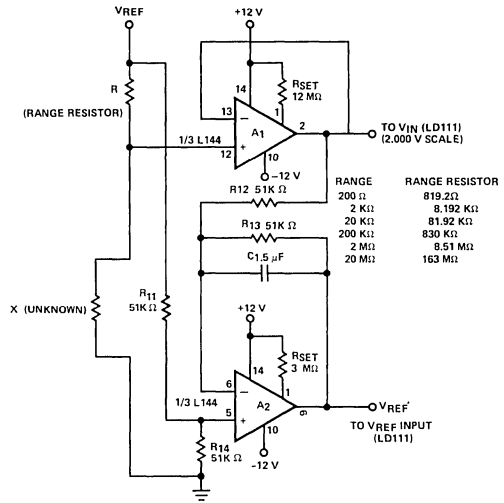 VREF
+12 V
R
(RANGE RESISTOR)
14
RSET
12 MΩ
13
1
A1
2
TO VIN (LD111)
(2.000 V SCALE)
1/3 L144
12
10
−12 V
R12 51K Ω
R13 51K Ω
C1.5 μF
RANGE RANGE RESISTOR
200 Ω 819.2Ω
2 KΩ 8.192 KΩ
20 KΩ 81.92 KΩ
200 KΩ 830 KΩ
2 MΩ 8.51 MΩ
20 MΩ 163 MΩ
X (UNKNOWN)
R11
51K Ω
+12 V
14
RSET
3 MΩ
6
1
1/3 L144
A2
5
9
VREF'
10
TO VREF INPUT
(LD111)
R14
51K Ω
−12 V